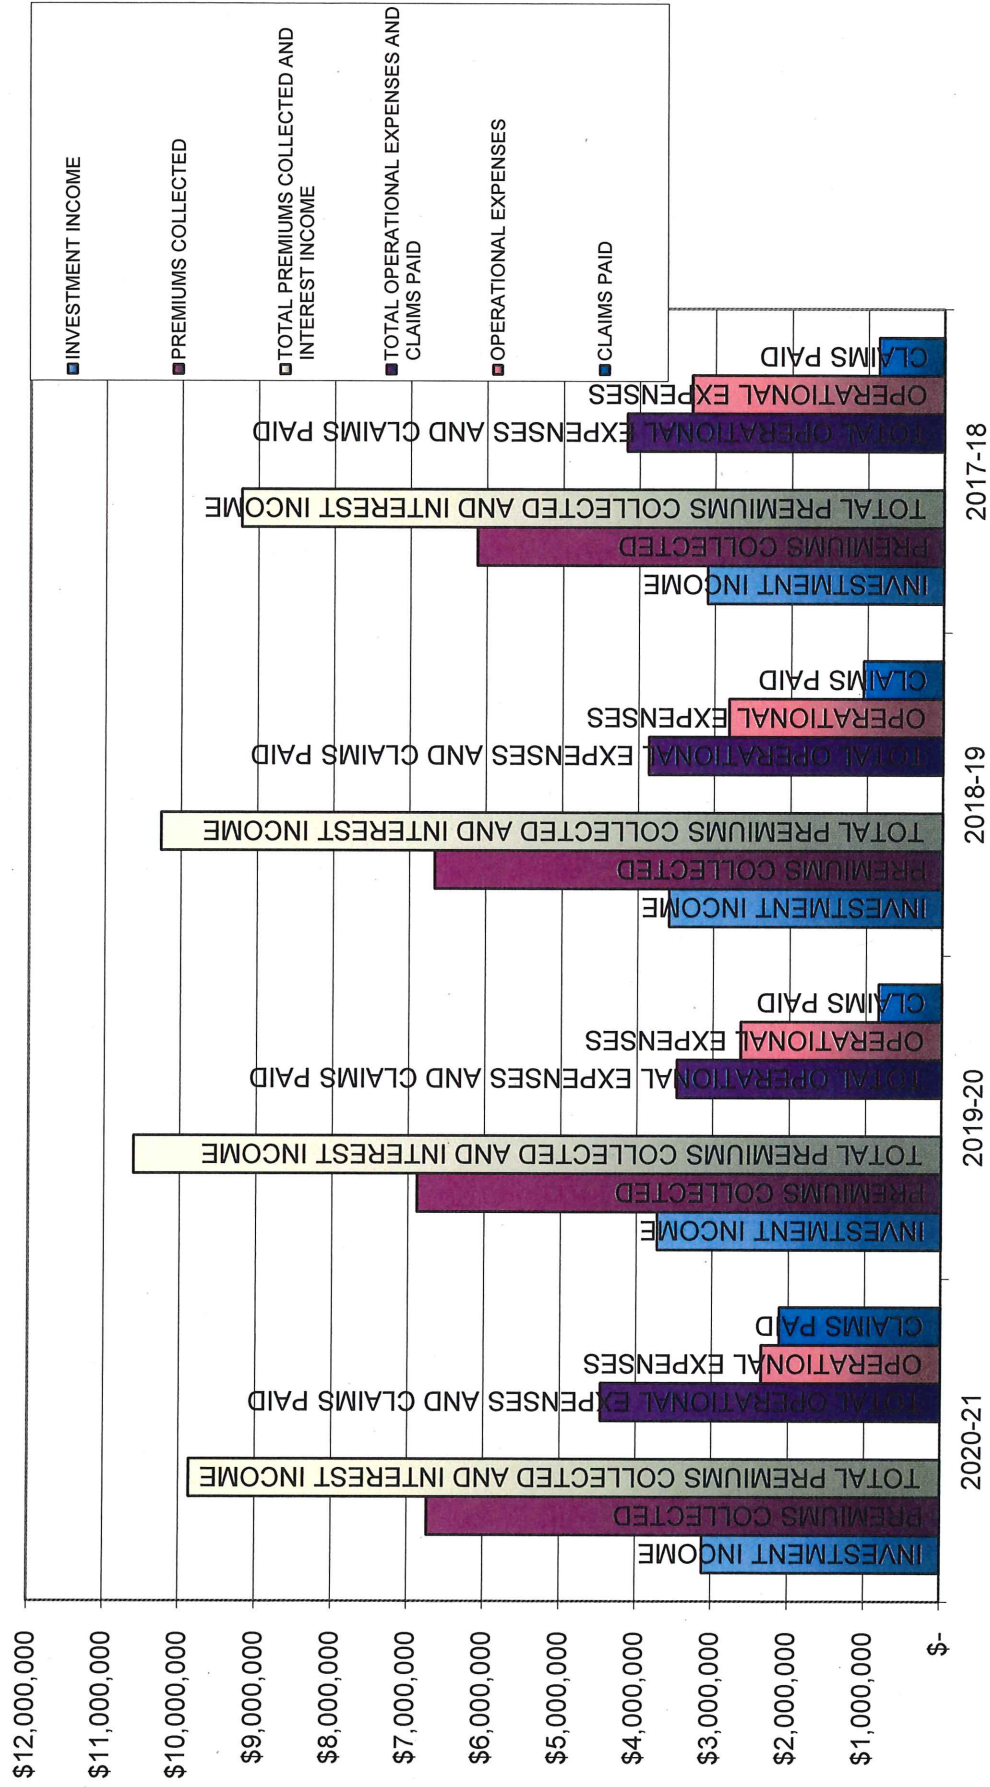 $12,000,000
$11,000,000
$10,000,000
$9,000,000
$8,000,000
$7,000,000
$6,000,000
$5,000,000
$4,000,000
$3,000,000
$2,000,000
$1,000,000
$-
INVESTMENT INCOME
PREMIUMS COLLECTED
TOTAL PREMIUMS COLLECTED AND INTEREST INCOME
TOTAL OPERATIONAL EXPENSES AND CLAIMS PAID
OPERATIONAL EXPENSES
CLAIMS PAID
2020-21
INVESTMENT INCOME
PREMIUMS COLLECTED
TOTAL PREMIUMS COLLECTED AND INTEREST INCOME
TOTAL OPERATIONAL EXPENSES AND CLAIMS PAID
OPERATIONAL EXPENSES
CLAIMS PAID
2019-20
INVESTMENT INCOME
PREMIUMS COLLECTED
TOTAL PREMIUMS COLLECTED AND INTEREST INCOME
TOTAL OPERATIONAL EXPENSES AND CLAIMS PAID
OPERATIONAL EXPENSES
CLAIMS PAID
2018-19
INVESTMENT INCOME
PREMIUMS COLLECTED
TOTAL PREMIUMS COLLECTED AND INTEREST INCOME
TOTAL OPERATIONAL EXPENSES AND CLAIMS PAID
OPERATIONAL EXPENSES
CLAIMS PAID
2017-18
INVESTMENT INCOME
PREMIUMS COLLECTED
TOTAL PREMIUMS COLLECTED AND
INTEREST INCOME
TOTAL OPERATIONAL EXPENSES AND
CLAIMS PAID
OPERATIONAL EXPENSES
CLAIMS PAID